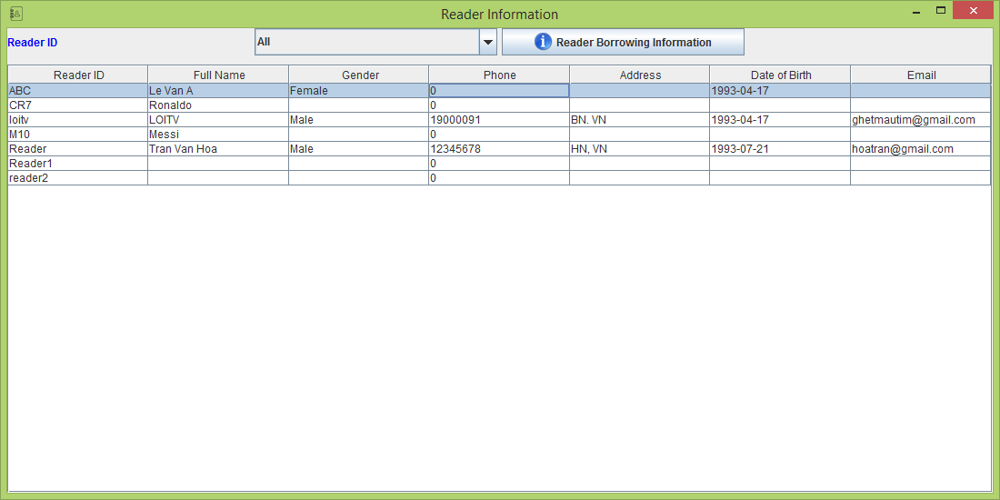 Reader Information
Reader ID All Reader Borrowing Information
Reader ID Full Name Gender Phone Address Date of Birth Email
ABC Le Van A Female 0 1993-04-17
CR7 Ronaldo 0
loitv LOITV Male 19000091 BN. VN 1993-04-17 ghetmautim@gmail.com
M10 Messi 0
Reader Tran Van Hoa Male 12345678 HN, VN 1993-07-21 hoatran@gmail.com
Reader1 0
reader2 0